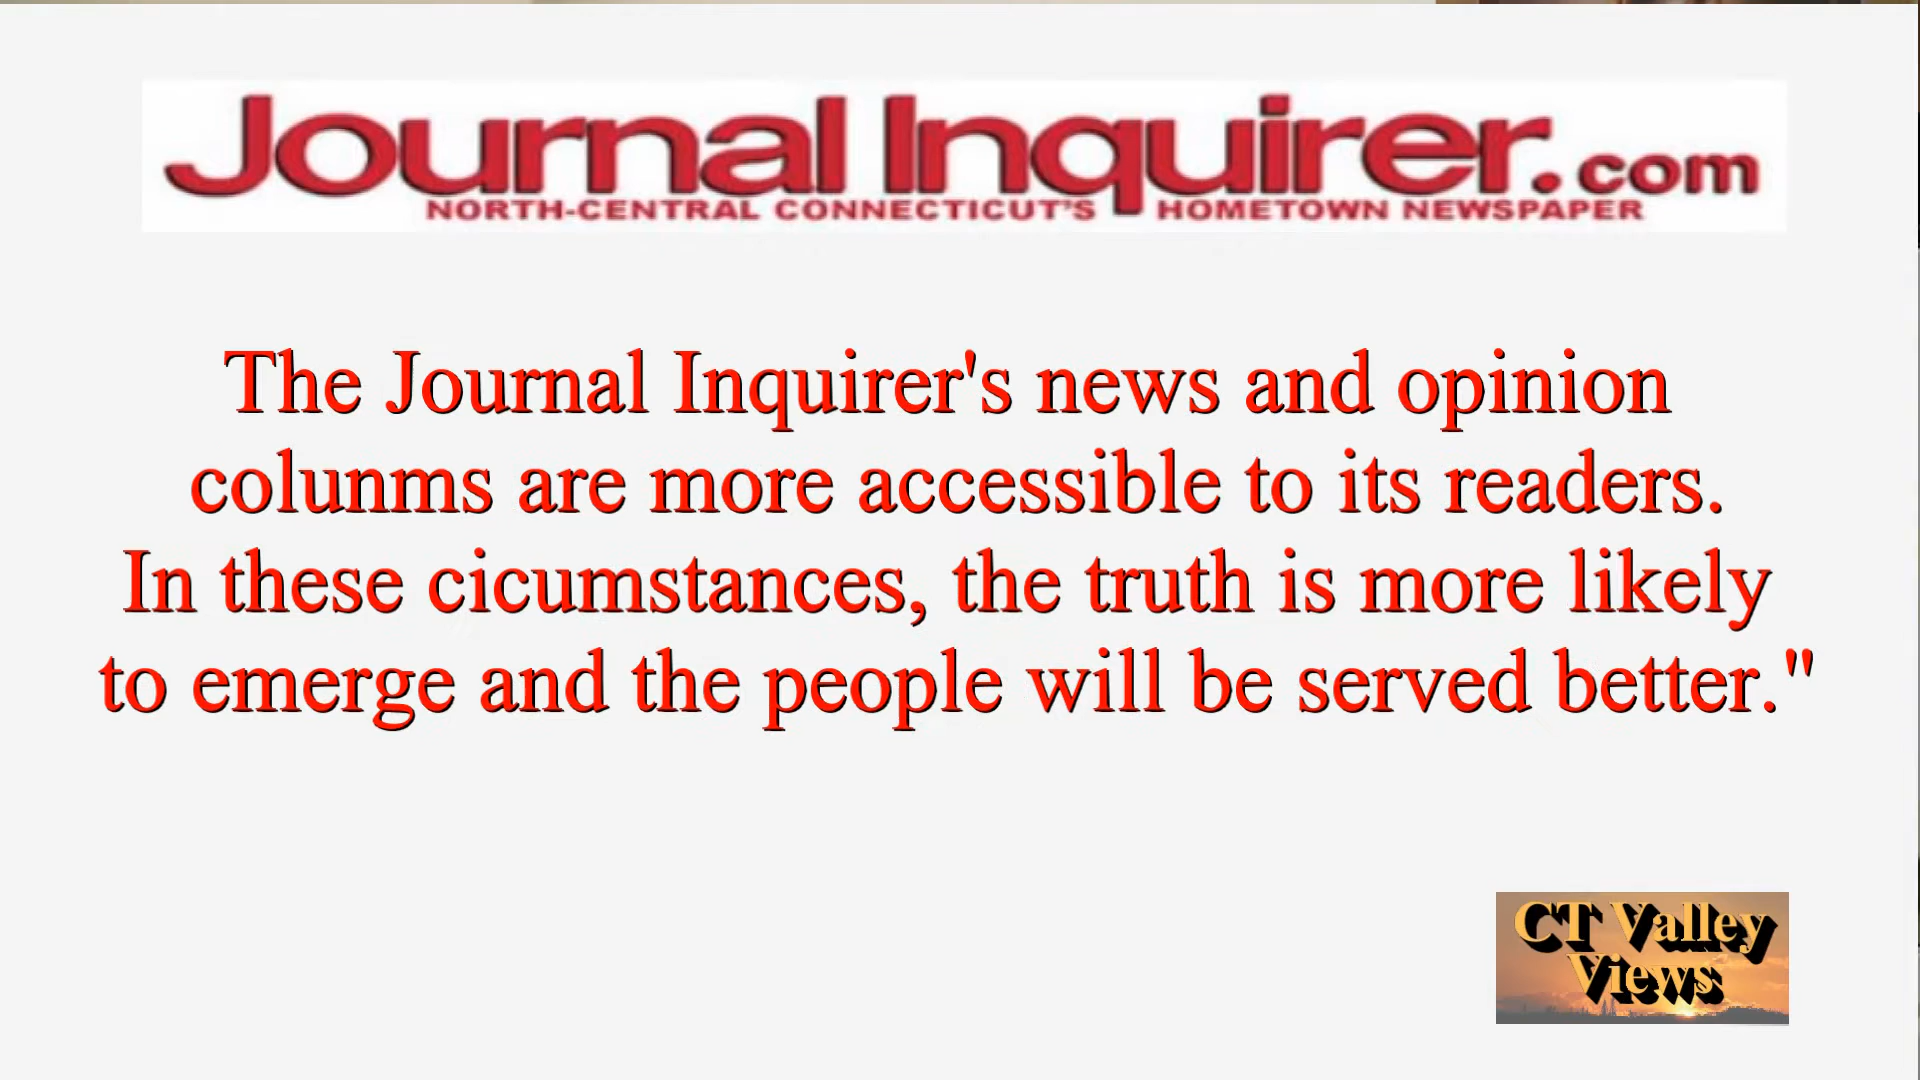 Journal Inquirer.com
NORTH-CENTRAL CONNECTICUT'S HOMETOWN NEWSPAPER
The Journal Inquirer's news and opinion
colunms are more accessible to its readers.
In these cicumstances, the truth is more likely
to emerge and the people will be served better."
CT Valley
Views